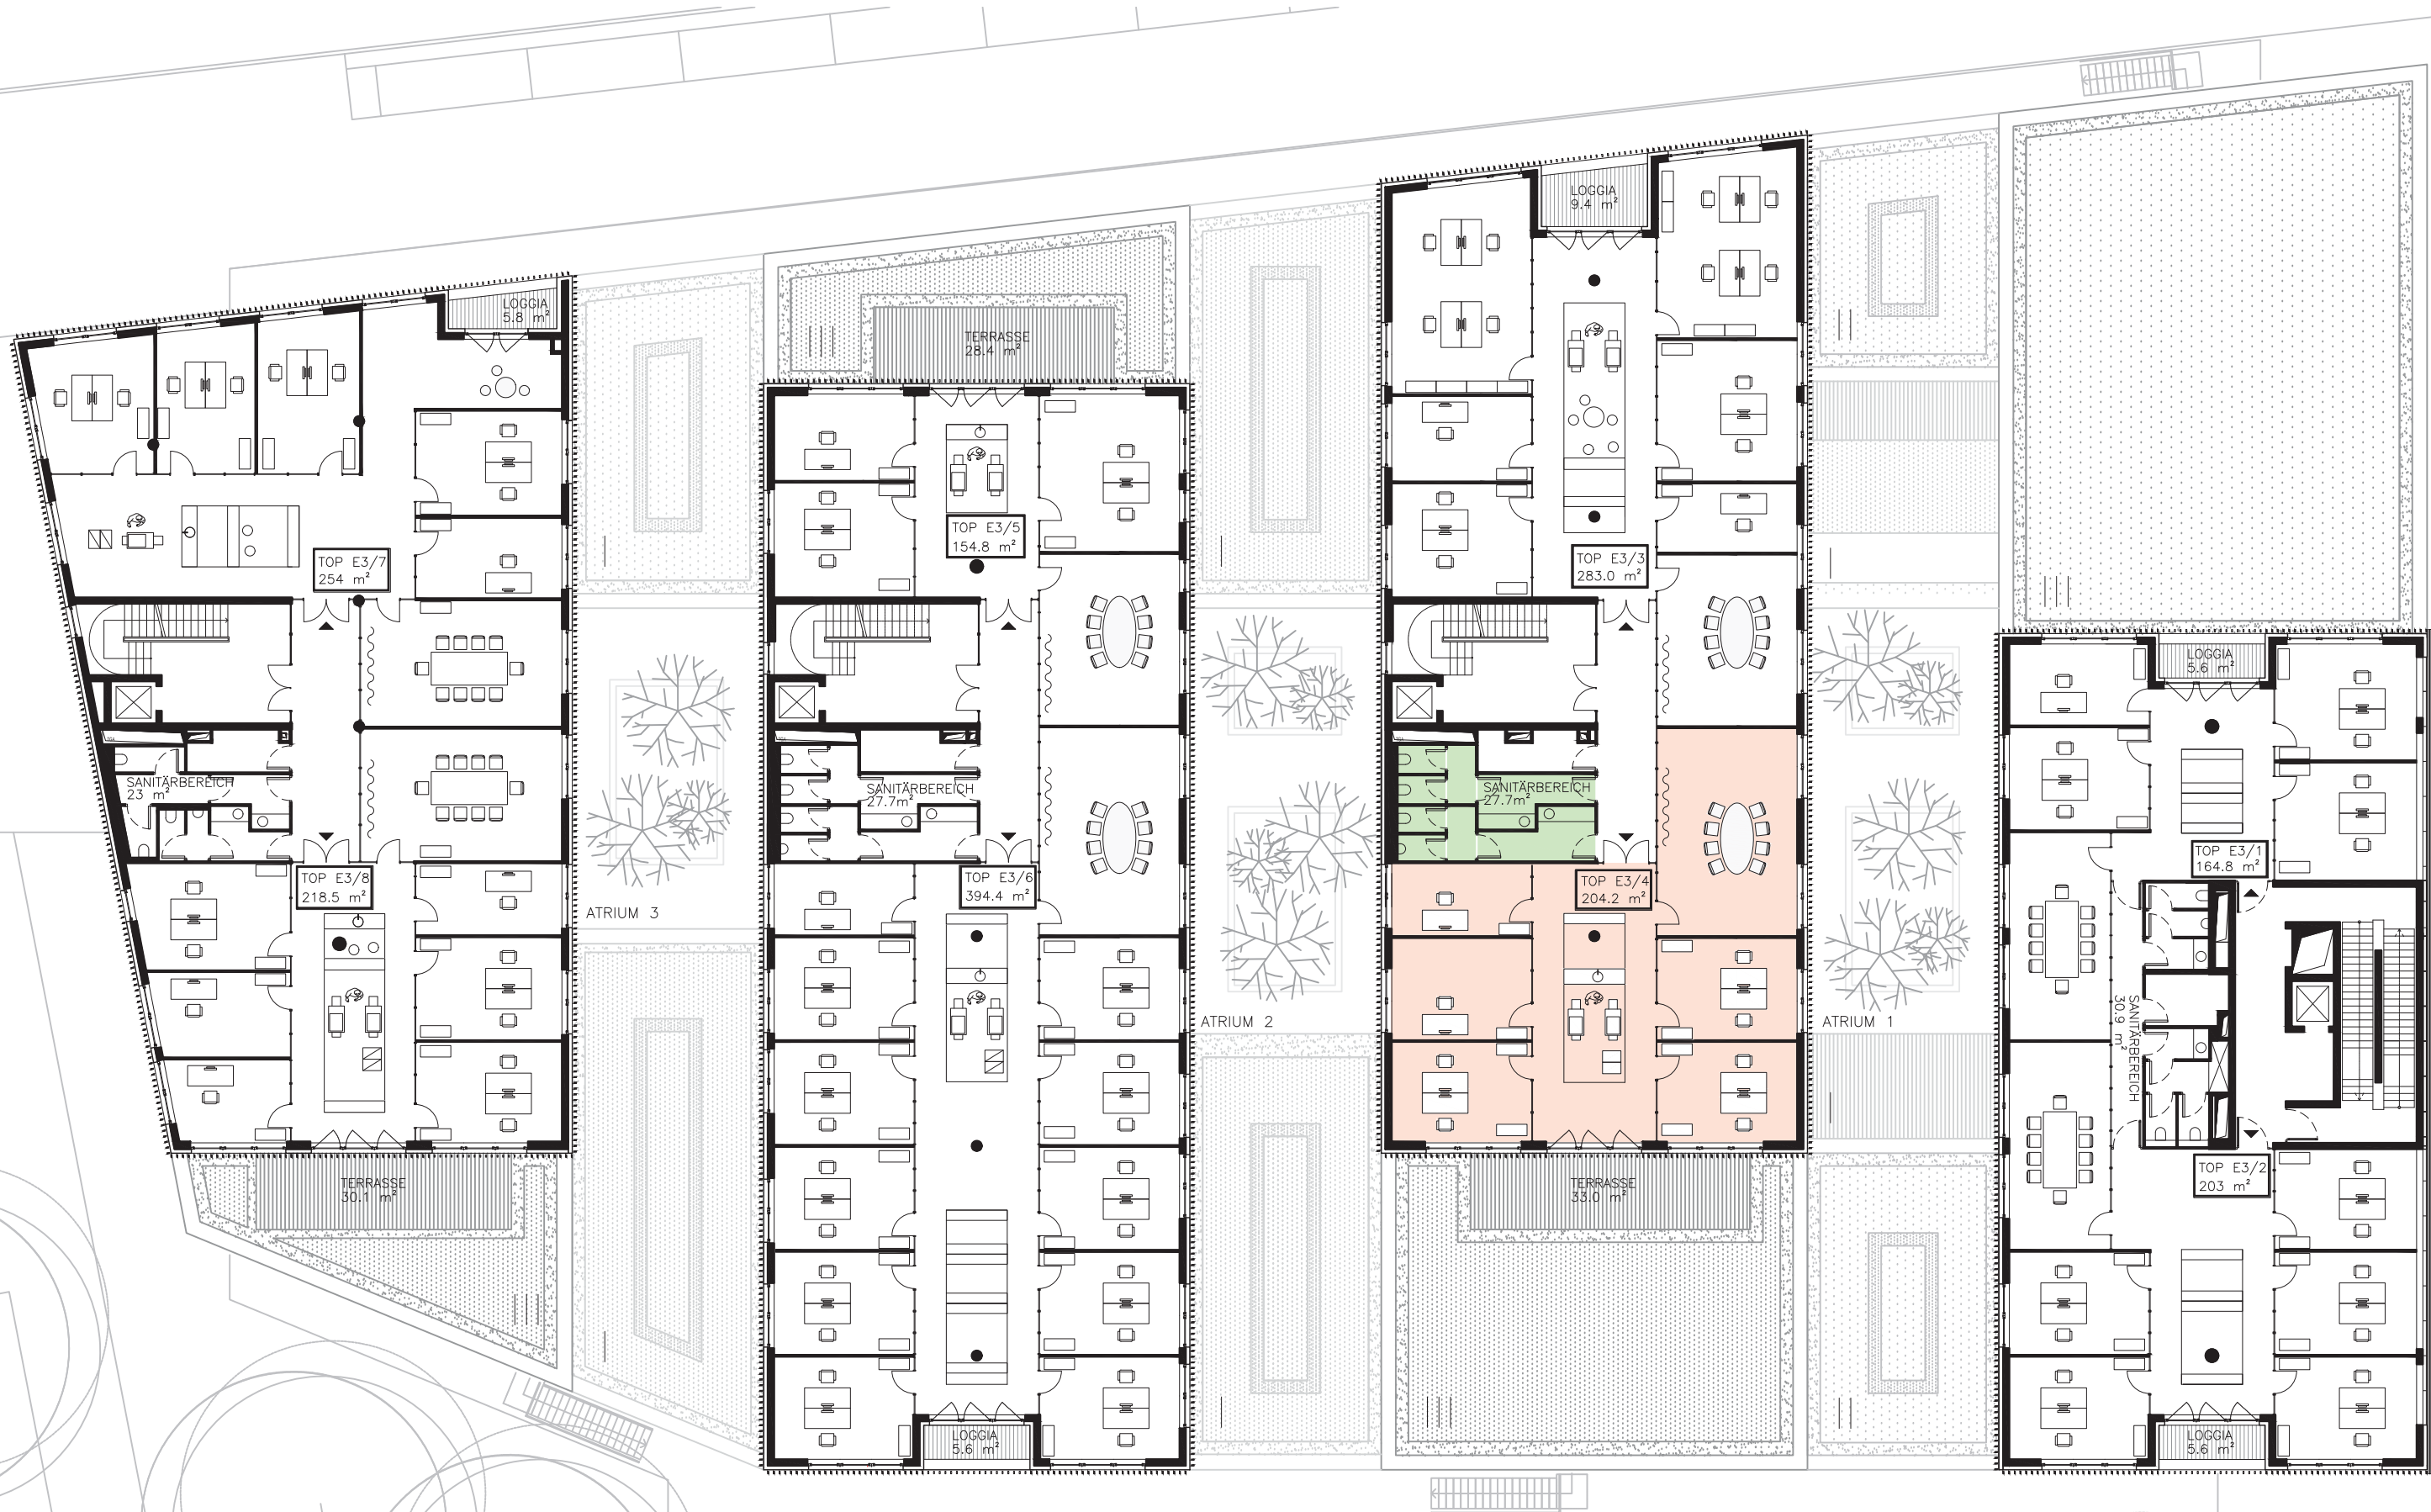 LOGGIA
9.4 m²
LOGGIA
5.8 m²
TERRASSE
28.4 m²
TOP E3/5
154.8 m²
TOP E3/3
283.0 m²
TOP E3/7
254 m²
LOGGIA
5.6 m²
SANITÄRBEREICH
23 m²
SANITÄRBEREICH
27.7m²
SANITÄRBEREICH
27.7m²
TOP E3/1
164.8 m²
TOP E3/8
218.5 m²
TOP E3/6
394.4 m²
TOP E3/4
204.2 m²
ATRIUM 3
ATRIUM 2
ATRIUM 1
SANITÄRBEREICH
30.9 m²
TOP E3/2
203 m²
TERRASSE
30.1 m²
TERRASSE
33.0 m²
LOGGIA
5.6 m²
LOGGIA
5.6 m²